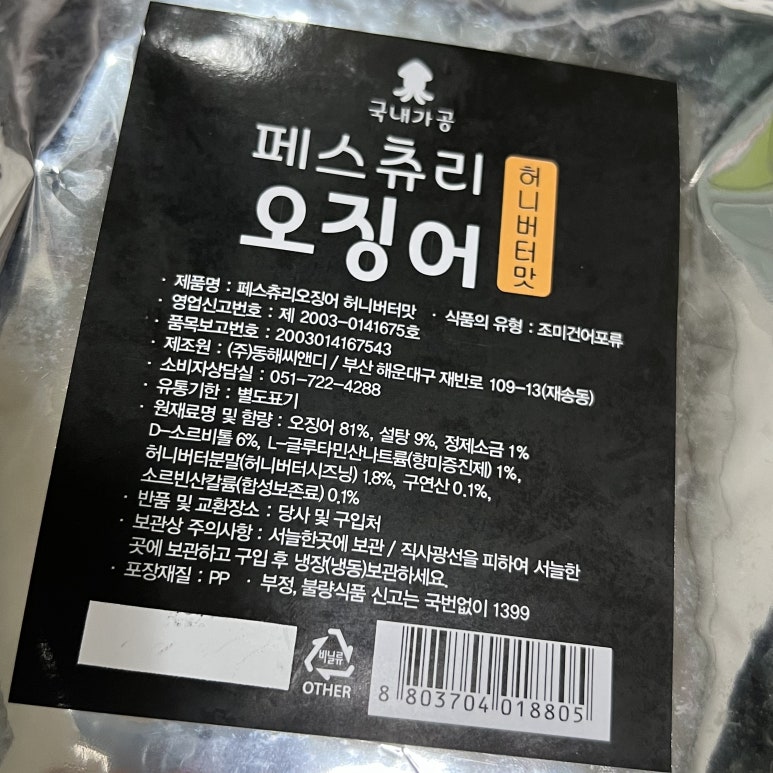 국내가공
페스츄리
오징어
허니버터맛
· 제품명 : 페스츄리오징어 허니버터맛 · 식품의 유형 : 조미건어포류
· 영업신고번호 : 제 2003-0141675호
· 품목보고번호 : 2003014167543
· 제조원 : (주)동해씨앤디 / 부산 해운대구 재반로 109-13(재송동)
· 소비자상담실 : 051-722-4288
· 유통기한 : 별도표기
· 원재료명 및 함량 : 오징어 81%, 설탕 9%, 정제소금 1%
D-소르비톨 6%, L-글루타민산나트륨(향미증진제) 1%,
허니버터분말(허니버터시즈닝) 1.8%, 구연산 0.1%,
소르빈산칼륨(합성보존료) 0.1%
· 반품 및 교환장소 : 당사 및 구입처
· 보관상 주의사항 : 서늘한곳에 보관 / 직사광선을 피하여 서늘한
곳에 보관하고 구입 후 냉장(냉동)보관하세요.
· 포장재질 : PP · 부정, 불량식품 신고는 국번없이 1399
비닐류
OTHER
8 803704 018805